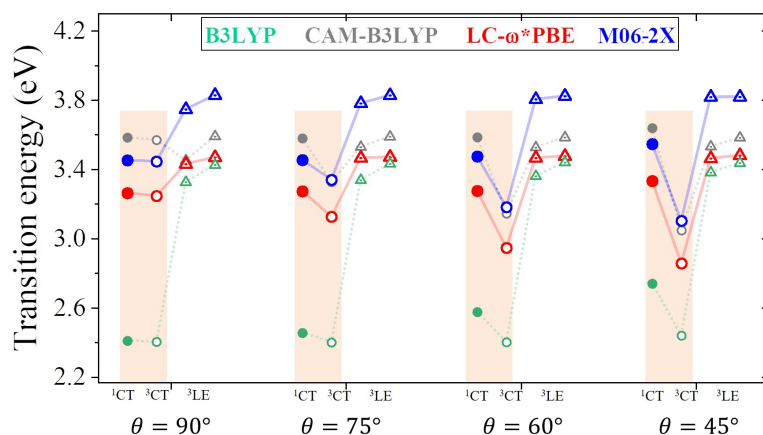 B3LYP CAM-B3LYP LC-ω*PBE M06-2X
Transition energy (eV)
4.2
3.8
3.4
3.0
2.6
2.2
¹CT ³CT ³LE ¹CT ³CT ³LE ¹CT ³CT ³LE ¹CT ³CT ³LE
θ = 90° θ = 75° θ = 60° θ = 45°